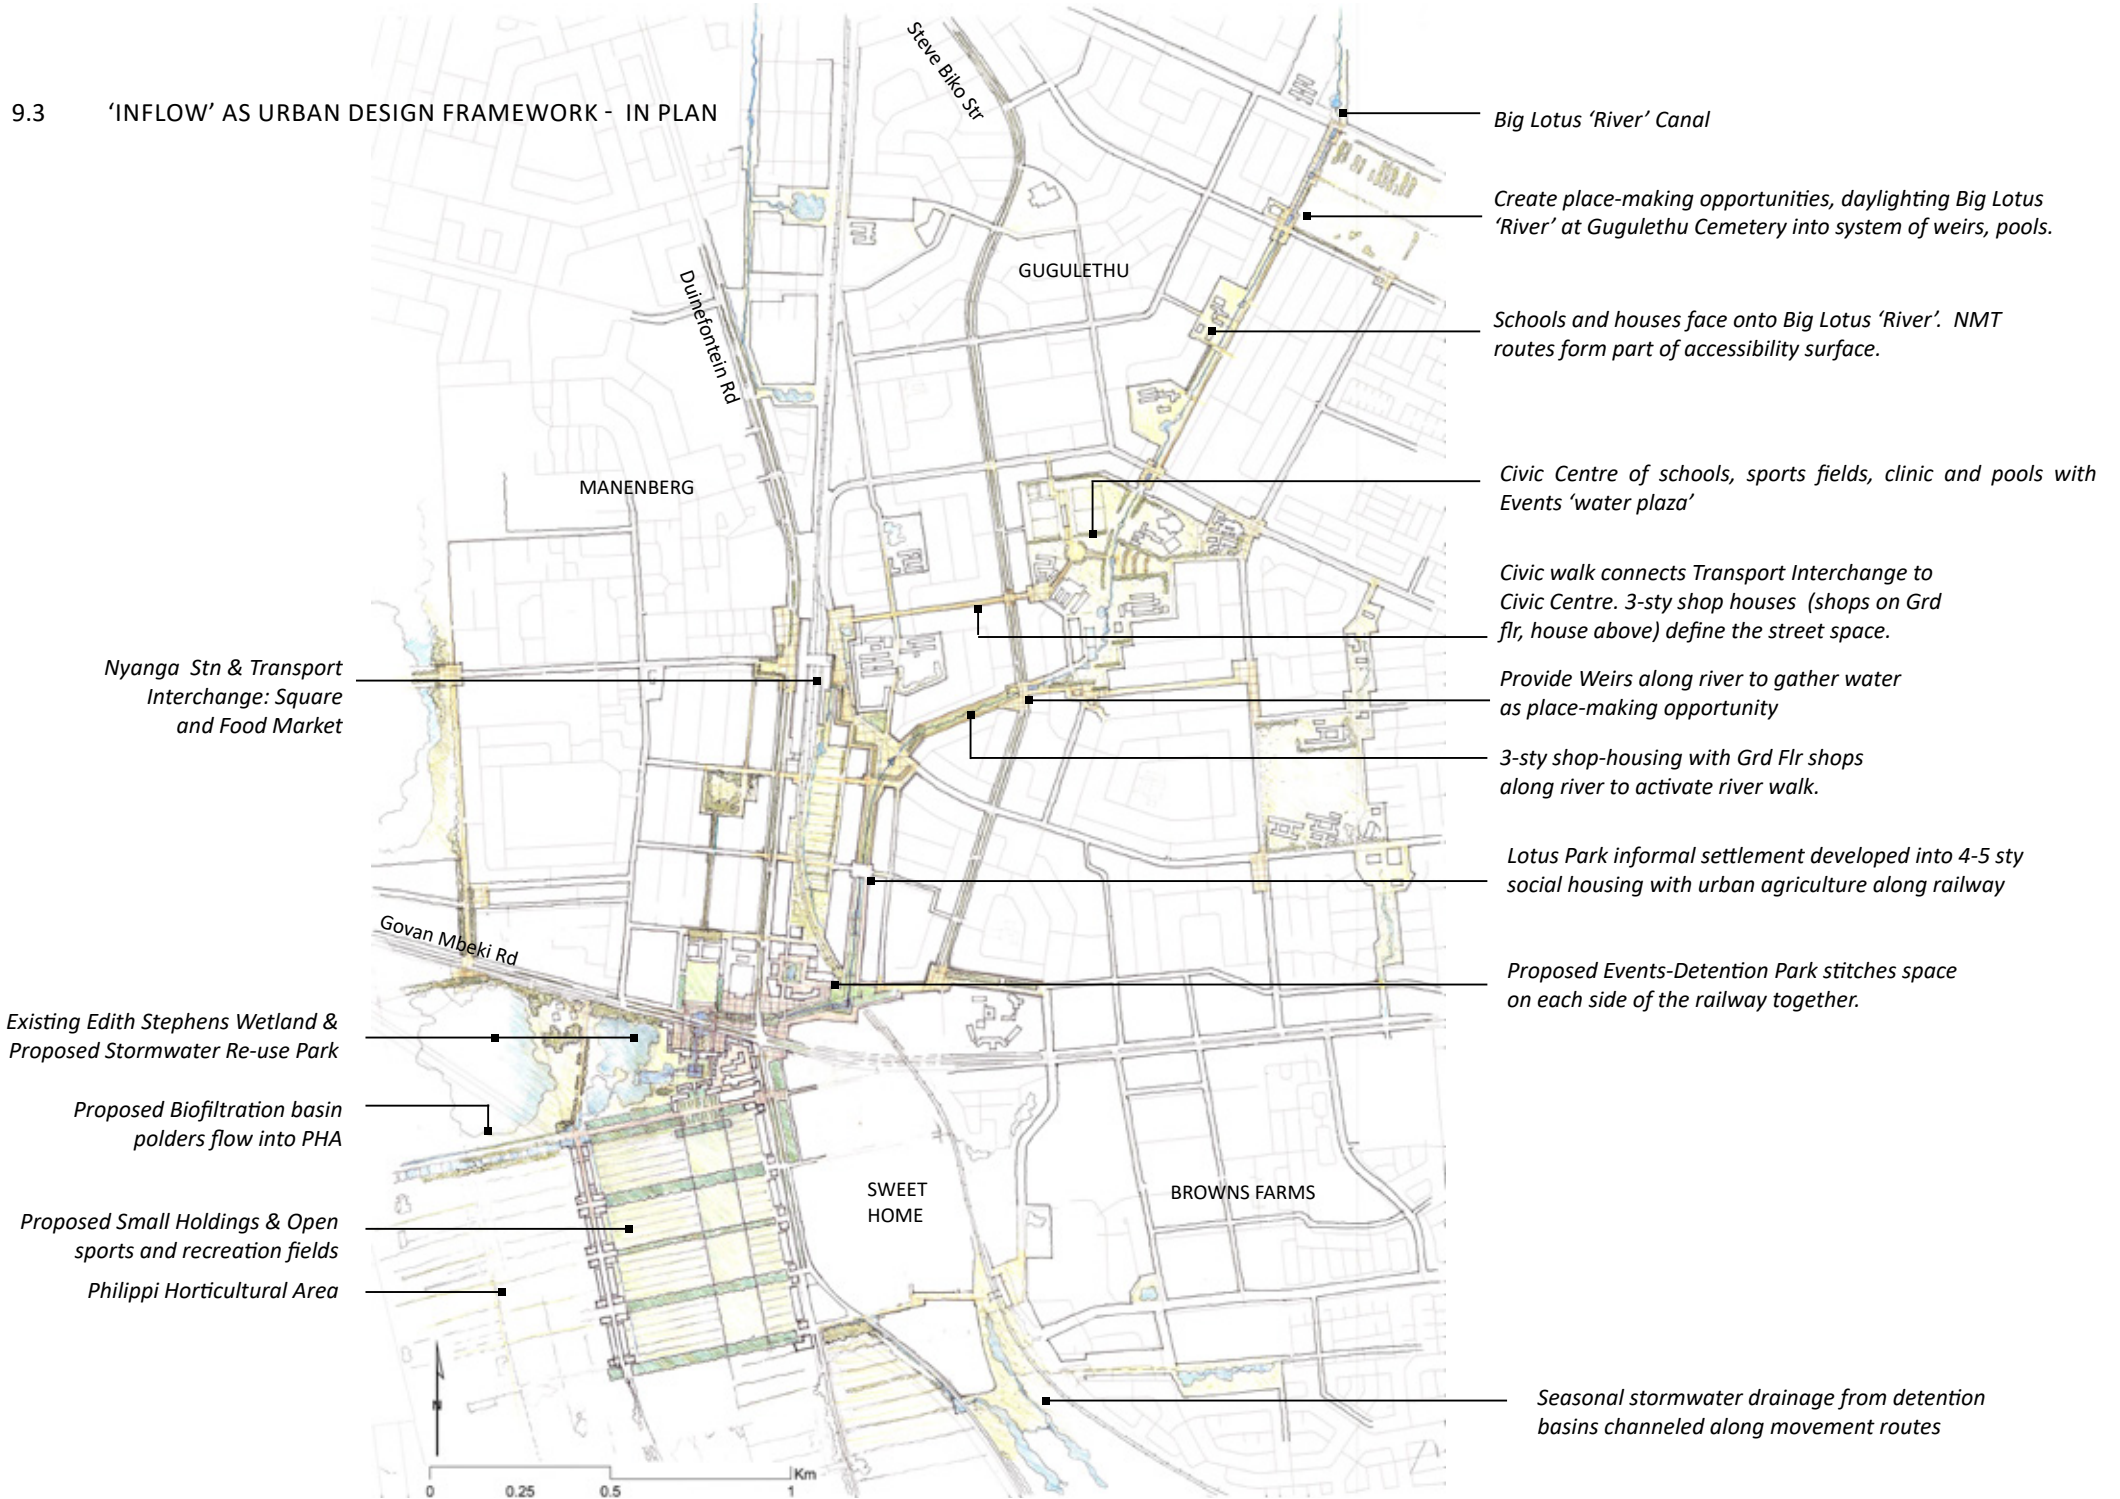 9.3 ‘INFLOW’ AS URBAN DESIGN FRAMEWORK - IN PLAN
Steve Biko Str
Duinefontein Rd
GUGULETHU
MANENBERG
Govan Mbeki Rd
SWEET
HOME
BROWNS FARMS
Big Lotus ‘River’ Canal
Create place-making opportunities, daylighting Big Lotus
‘River’ at Gugulethu Cemetery into system of weirs, pools.
Schools and houses face onto Big Lotus ‘River’. NMT
routes form part of accessibility surface.
Civic Centre of schools, sports fields, clinic and pools with
Events ‘water plaza’
Civic walk connects Transport Interchange to
Civic Centre. 3-sty shop houses (shops on Grd
flr, house above) define the street space.
Provide Weirs along river to gather water
as place-making opportunity
3-sty shop-housing with Grd Flr shops
along river to activate river walk.
Lotus Park informal settlement developed into 4-5 sty
social housing with urban agriculture along railway
Proposed Events-Detention Park stitches space
on each side of the railway together.
Seasonal stormwater drainage from detention
basins channeled along movement routes
Nyanga Stn & Transport
Interchange: Square
and Food Market
Existing Edith Stephens Wetland &
Proposed Stormwater Re-use Park
Proposed Biofiltration basin
polders flow into PHA
Proposed Small Holdings & Open
sports and recreation fields
Philippi Horticultural Area
N
Km
0 0.25 0.5 1